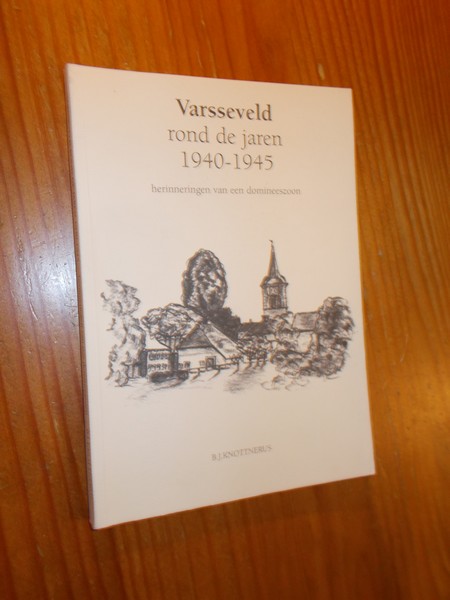 Varsseveld
rond de jaren
1940-1945
herinneringen van een domineeszoon
B.J. KNOTTNERUS